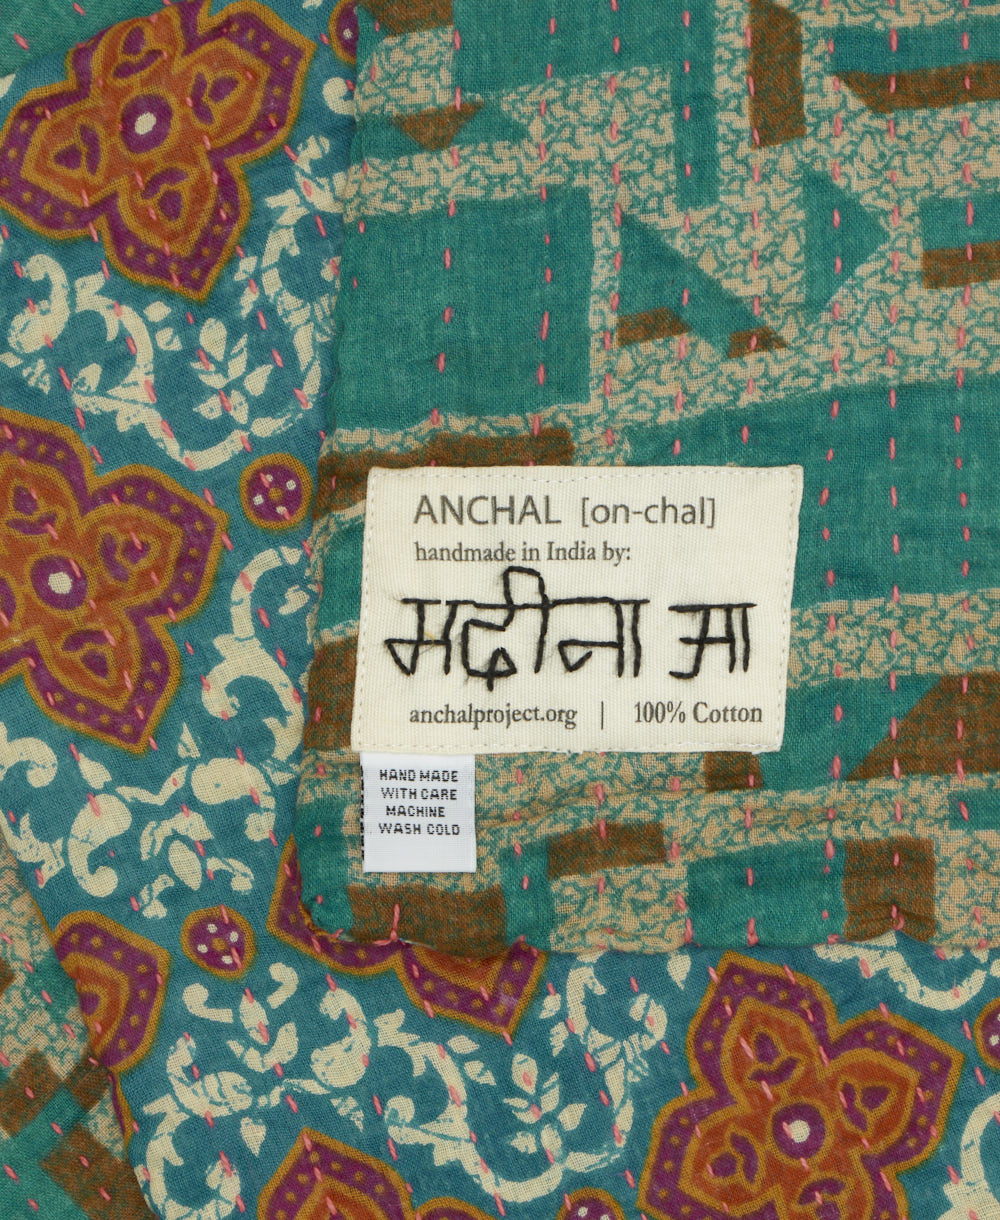 ANCHAL [on-chal]
handmade in India by:
मदीना आ
anchalproject.org | 100% Cotton
HAND MADE
WITH CARE
MACHINE
WASH COLD